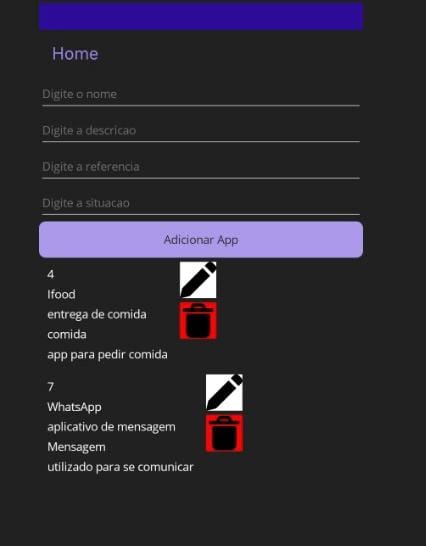 Home
Digite o nome
Digite a descricao
Digite a referencia
Digite a situacao
Adicionar App
4
Ifood
entrega de comida
comida
app para pedir comida
7
WhatsApp
aplicativo de mensagem
Mensagem
utilizado para se comunicar